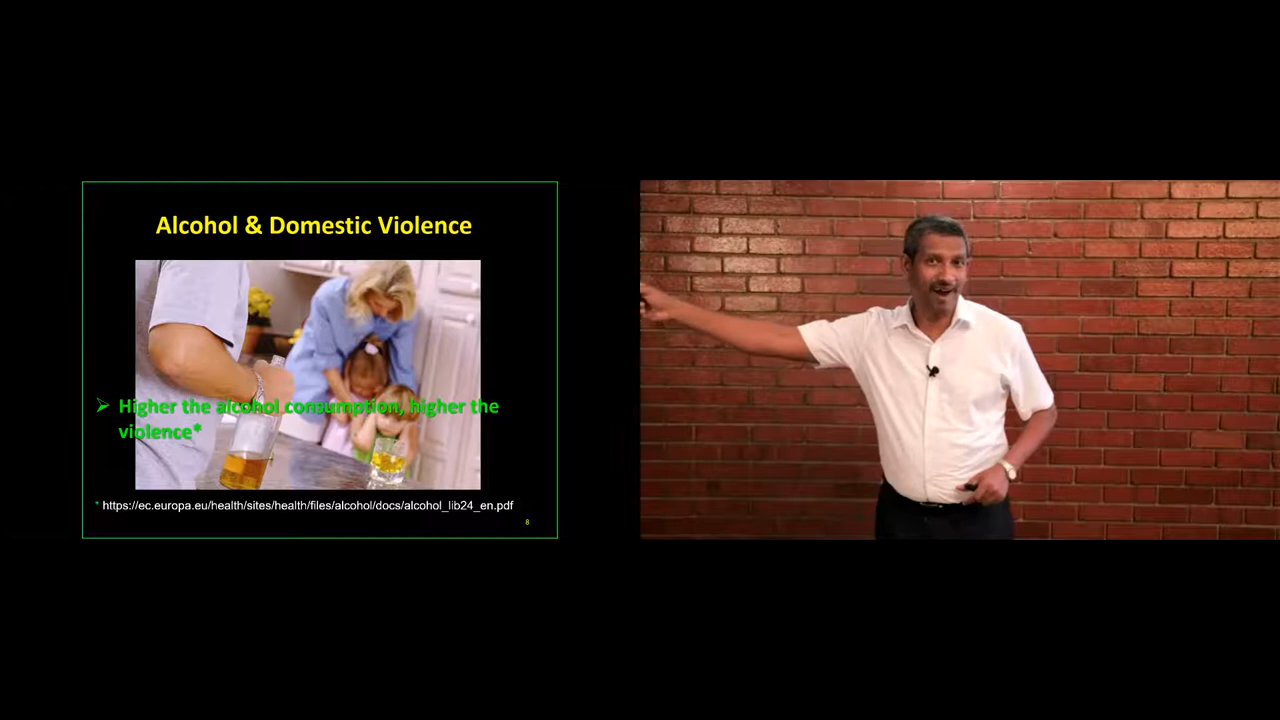 Alcohol & Domestic Violence
➢ Higher the alcohol consumption, higher the
violence*
* https://ec.europa.eu/health/sites/health/files/alcohol/docs/alcohol_lib24_en.pdf
8